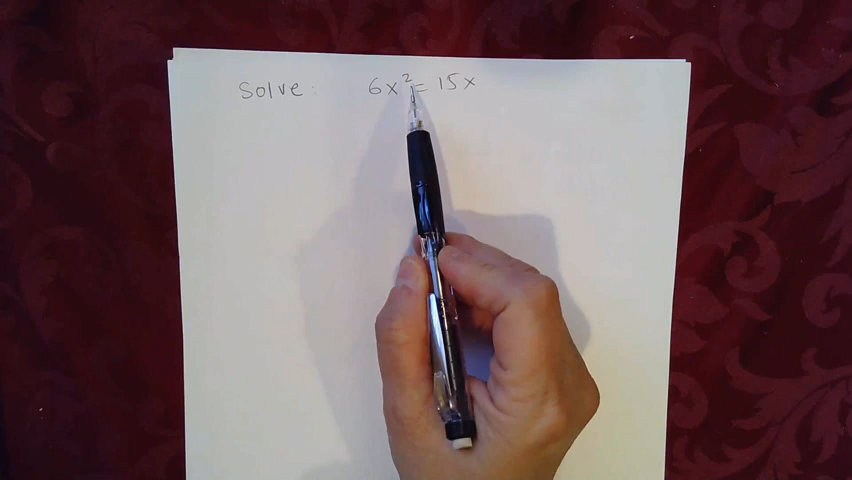 Solve: 6x² = 15x